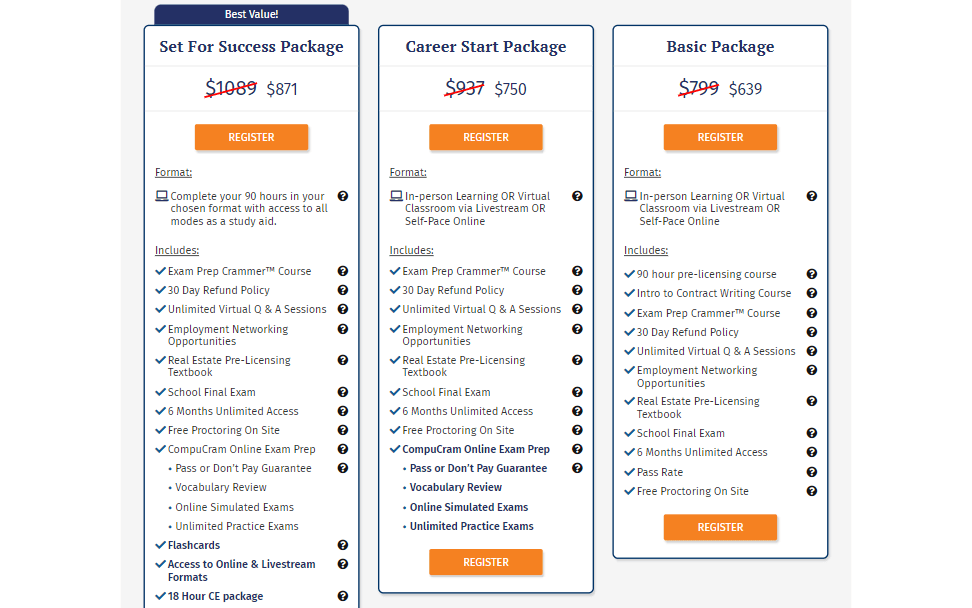 Best Value!
Set For Success Package
$1089 $871
REGISTER
Format:
Complete your 90 hours in your
chosen format with access to all
modes as a study aid.
Includes:
Exam Prep Crammer™ Course
30 Day Refund Policy
Unlimited Virtual Q & A Sessions
Employment Networking
Opportunities
Real Estate Pre-Licensing
Textbook
School Final Exam
6 Months Unlimited Access
Free Proctoring On Site
CompuCram Online Exam Prep
• Pass or Don't Pay Guarantee
• Vocabulary Review
• Online Simulated Exams
• Unlimited Practice Exams
Flashcards
Access to Online & Livestream
Formats
18 Hour CE package
Career Start Package
$937 $750
REGISTER
Format:
In-person Learning OR Virtual
Classroom via Livestream OR
Self-Pace Online
Includes:
Exam Prep Crammer™ Course
30 Day Refund Policy
Unlimited Virtual Q & A Sessions
Employment Networking
Opportunities
Real Estate Pre-Licensing
Textbook
School Final Exam
6 Months Unlimited Access
Free Proctoring On Site
CompuCram Online Exam Prep
• Pass or Don't Pay Guarantee
• Vocabulary Review
• Online Simulated Exams
• Unlimited Practice Exams
REGISTER
Basic Package
$799 $639
REGISTER
Format:
In-person Learning OR Virtual
Classroom via Livestream OR
Self-Pace Online
Includes:
90 hour pre-licensing course
Intro to Contract Writing Course
Exam Prep Crammer™ Course
30 Day Refund Policy
Unlimited Virtual Q & A Sessions
Employment Networking
Opportunities
Real Estate Pre-Licensing
Textbook
School Final Exam
6 Months Unlimited Access
Pass Rate
Free Proctoring On Site
REGISTER